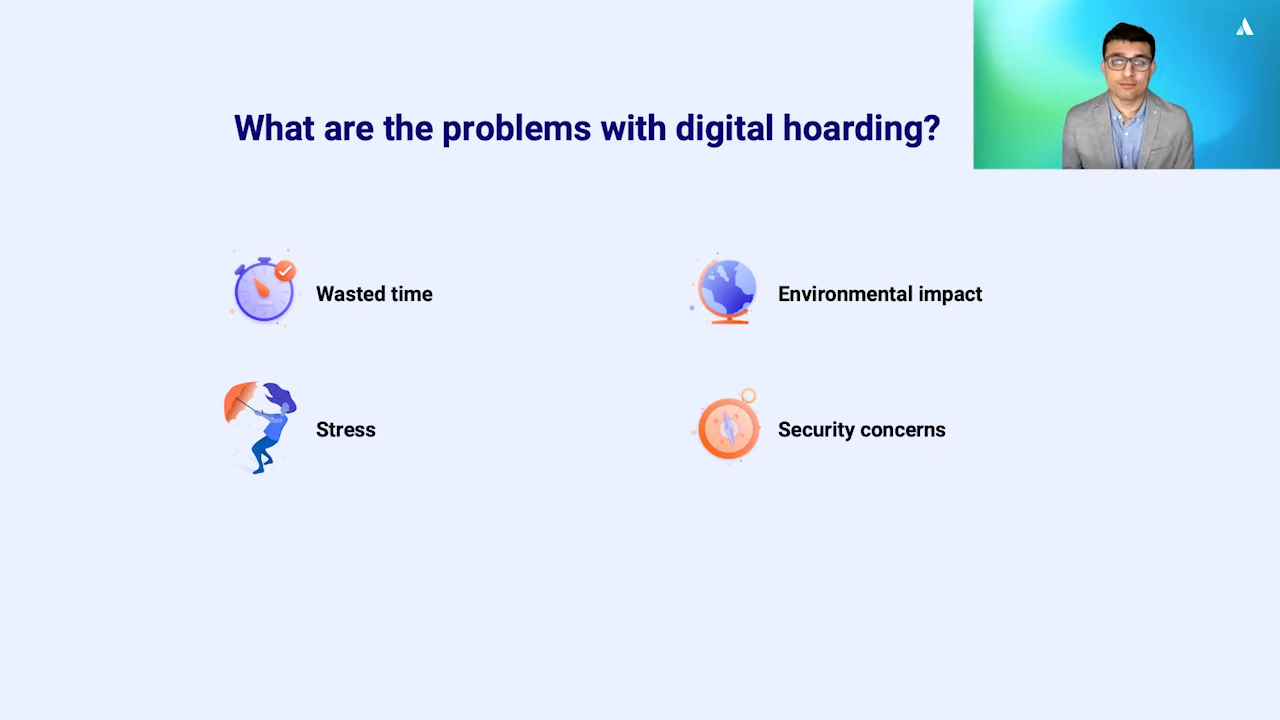 What are the problems with digital hoarding?
Wasted time
Environmental impact
Stress
Security concerns